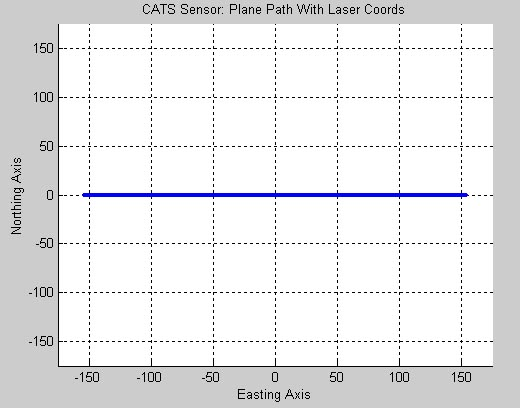 CATS Sensor: Plane Path With Laser Coords
150
100
50
0
-50
-100
-150
Northing Axis
-150 -100 -50 0 50 100 150
Easting Axis